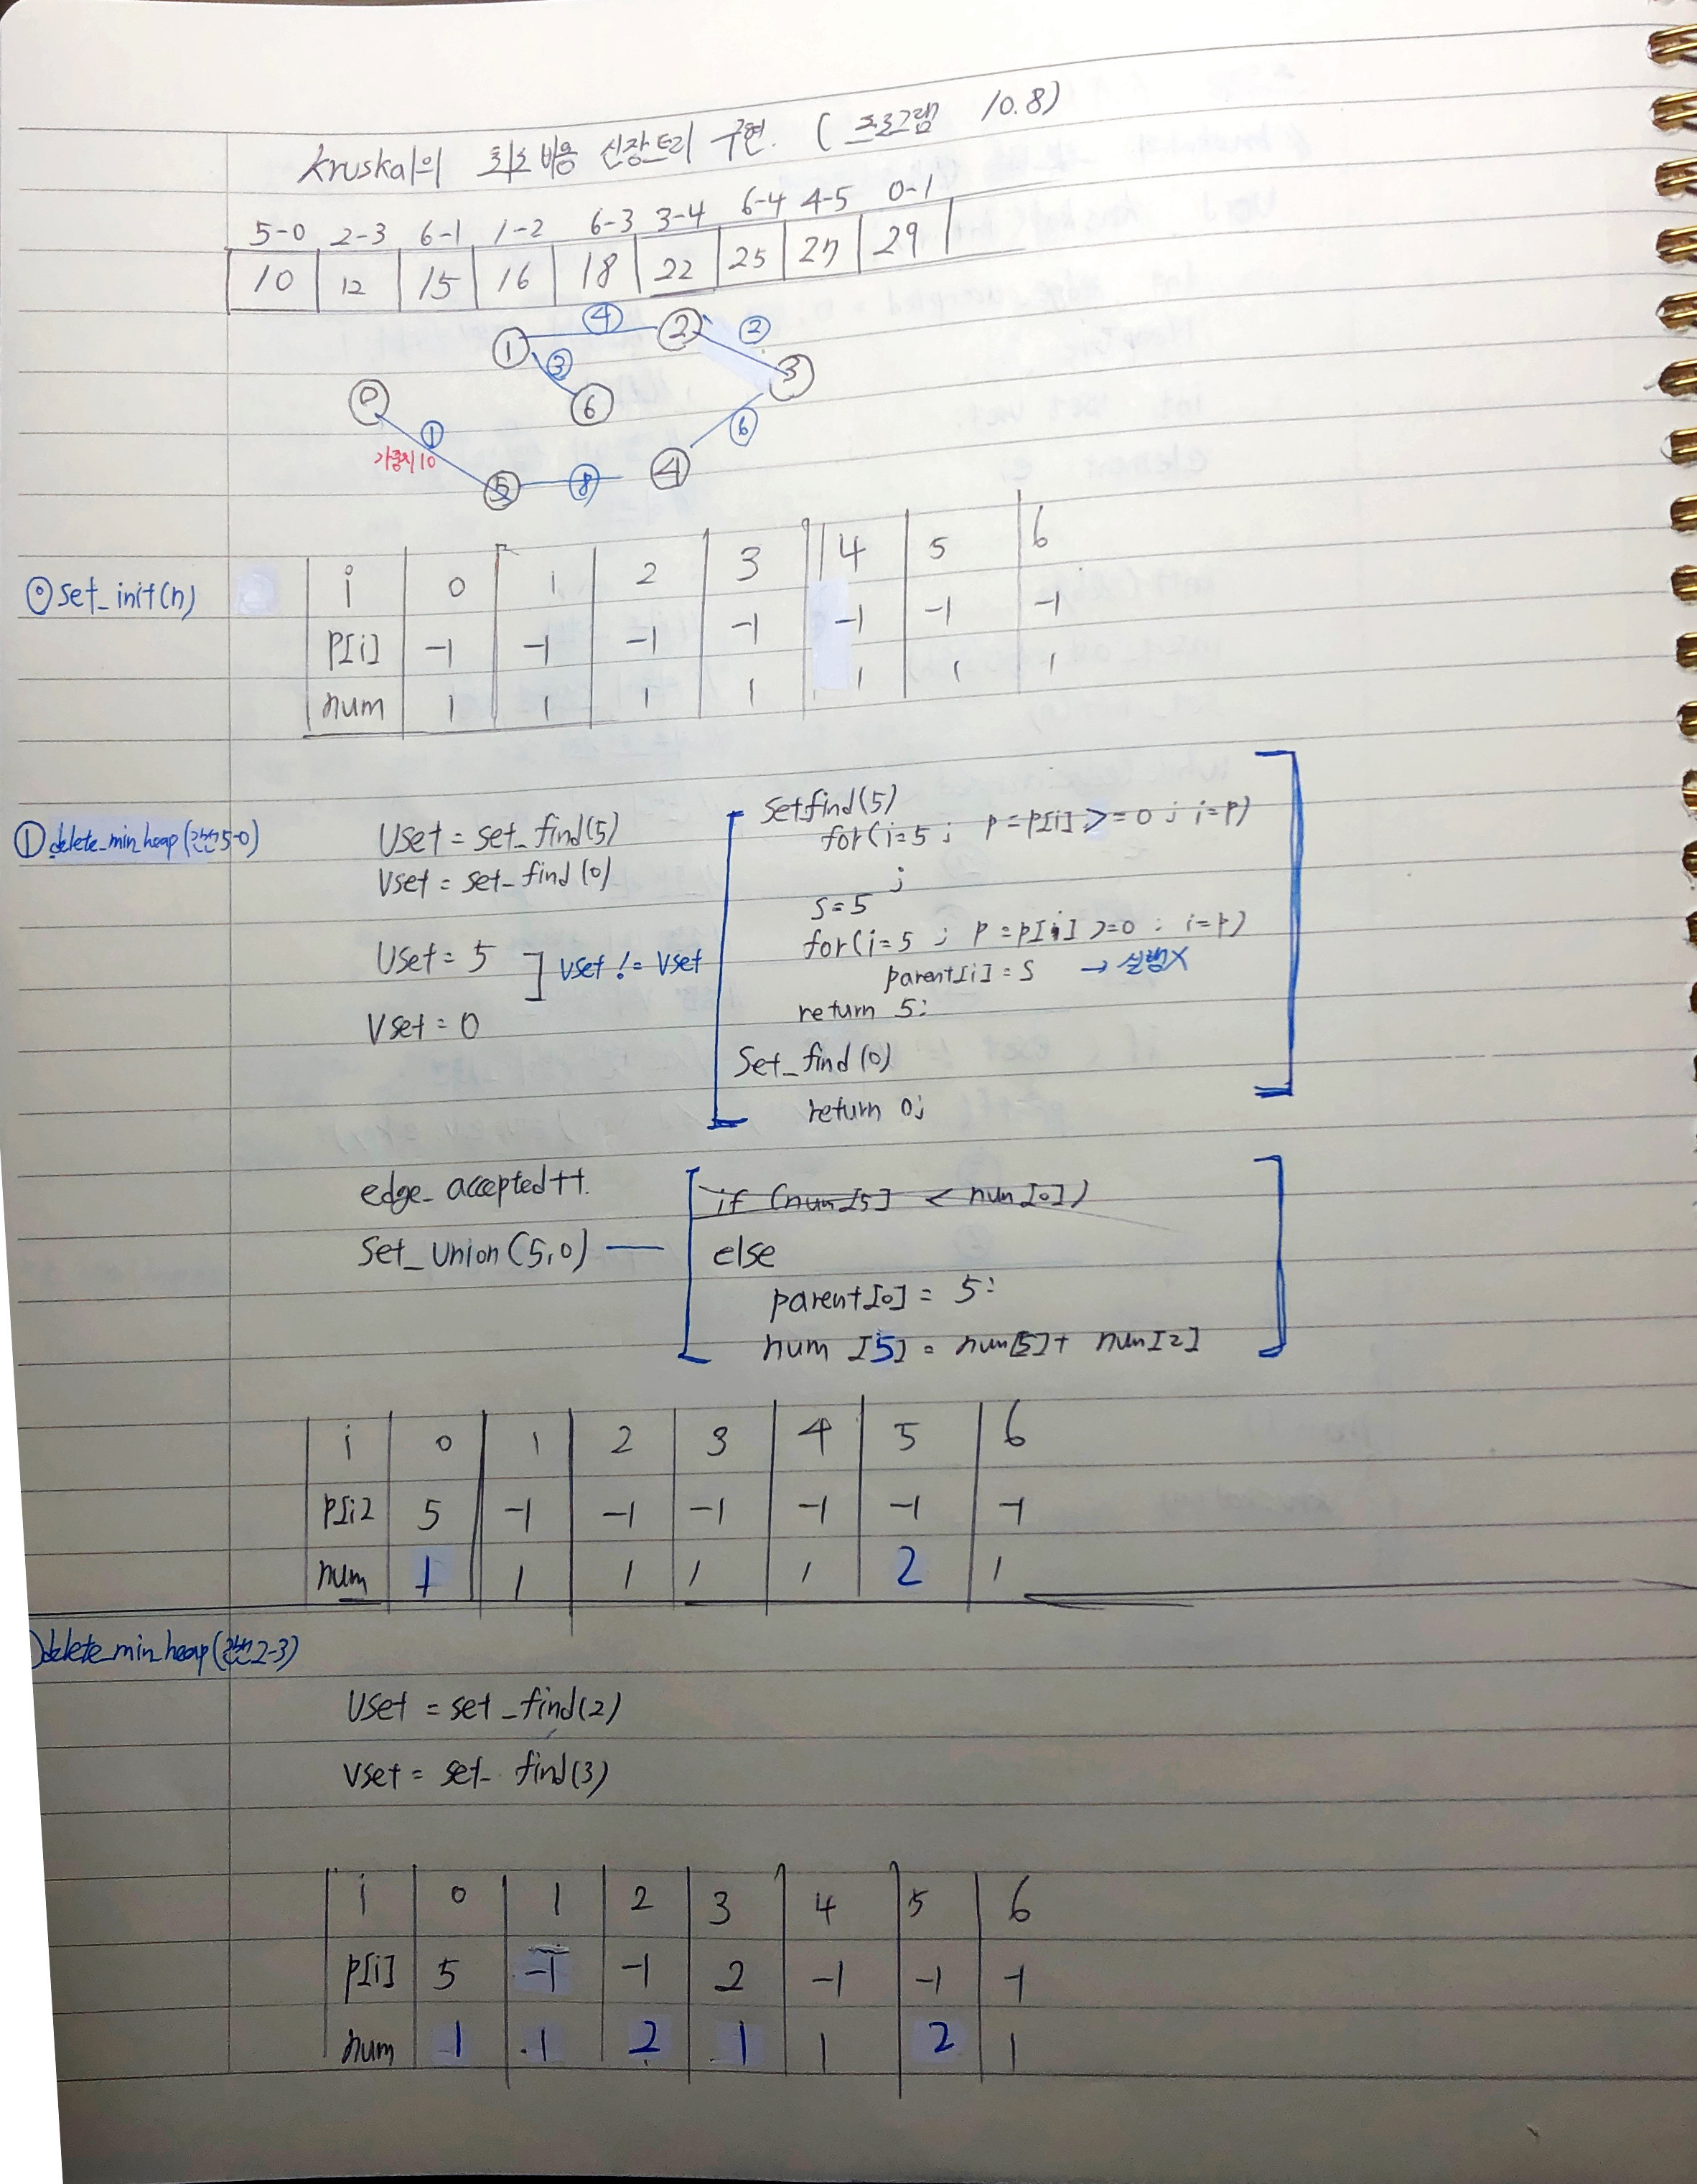 kruskal의 최소 비용 신장트리 구현. ( 프로그램 10.8)
5-0 2-3 6-1 1-2 6-3 3-4 6-4 4-5 0-1
10 12 15 16 18 22 25 27 29
④ ②
1 2
③ 3
0 6
① ⑥
가중치10 4
5 ⑧
⓪ set_init(n)
i 0 1 2 3 4 5 6
P[i] -1 -1 -1 -1 -1 -1 -1
num 1 1 1 1 1 1 1
① delete_min_heap(간선5-0)
Uset = set_find(5)
Vset = set_find(0)
Uset = 5
] Vset != Vset
Vset = 0
Setfind(5)
for(i=5 ; P=P[i] >= 0 ; i=P)
;
S=5
for(i=5 ; P=P[i] >=0 ; i=P)
parent[i] = S → 실행X
return 5;
Set_find(0)
return 0;
edge_accepted++.
Set_Union(5,0)
if (num[5] < num[0])
else
parent[0] = 5;
num [5] = num[5]+ num[2]
i 0 1 2 3 4 5 6
P[i] 5 -1 -1 -1 -1 -1 -1
num 1 1 1 1 1 2 1
)delete_min_heap(간선2-3)
Uset = set_find(2)
Vset = set_find(3)
i 0 1 2 3 4 5 6
P[i] 5 -1 -1 2 -1 -1 -1
num 1 1 2 1 1 2 1